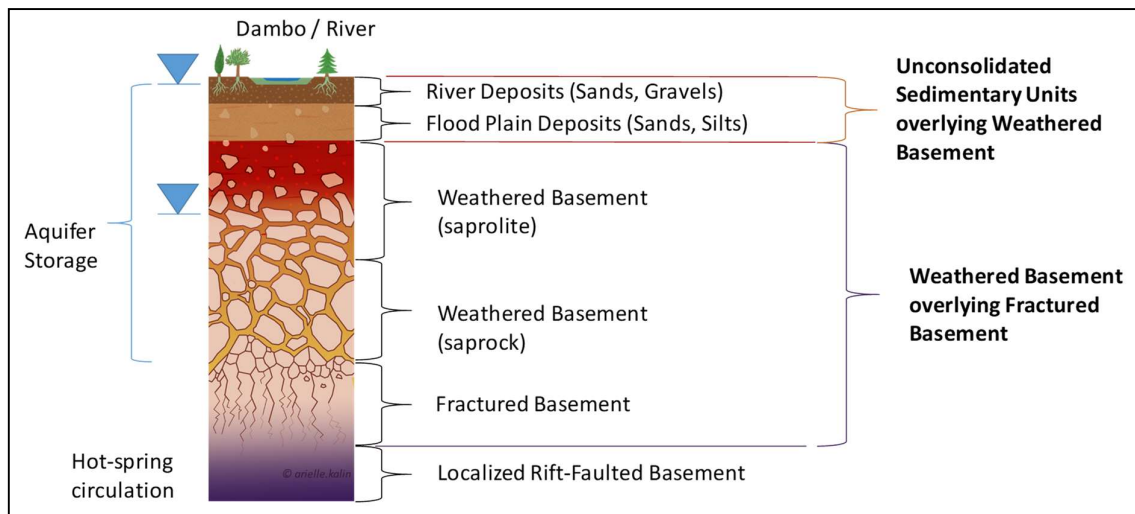 Dambo / River
River Deposits (Sands, Gravels)
Flood Plain Deposits (Sands, Silts)
Unconsolidated
Sedimentary Units
overlying Weathered
Basement
Aquifer
Storage
Weathered Basement
(saprolite)
Weathered Basement
(saprock)
Weathered Basement
overlying Fractured
Basement
Fractured Basement
Hot-spring
circulation
© arielle.kalin
Localized Rift-Faulted Basement